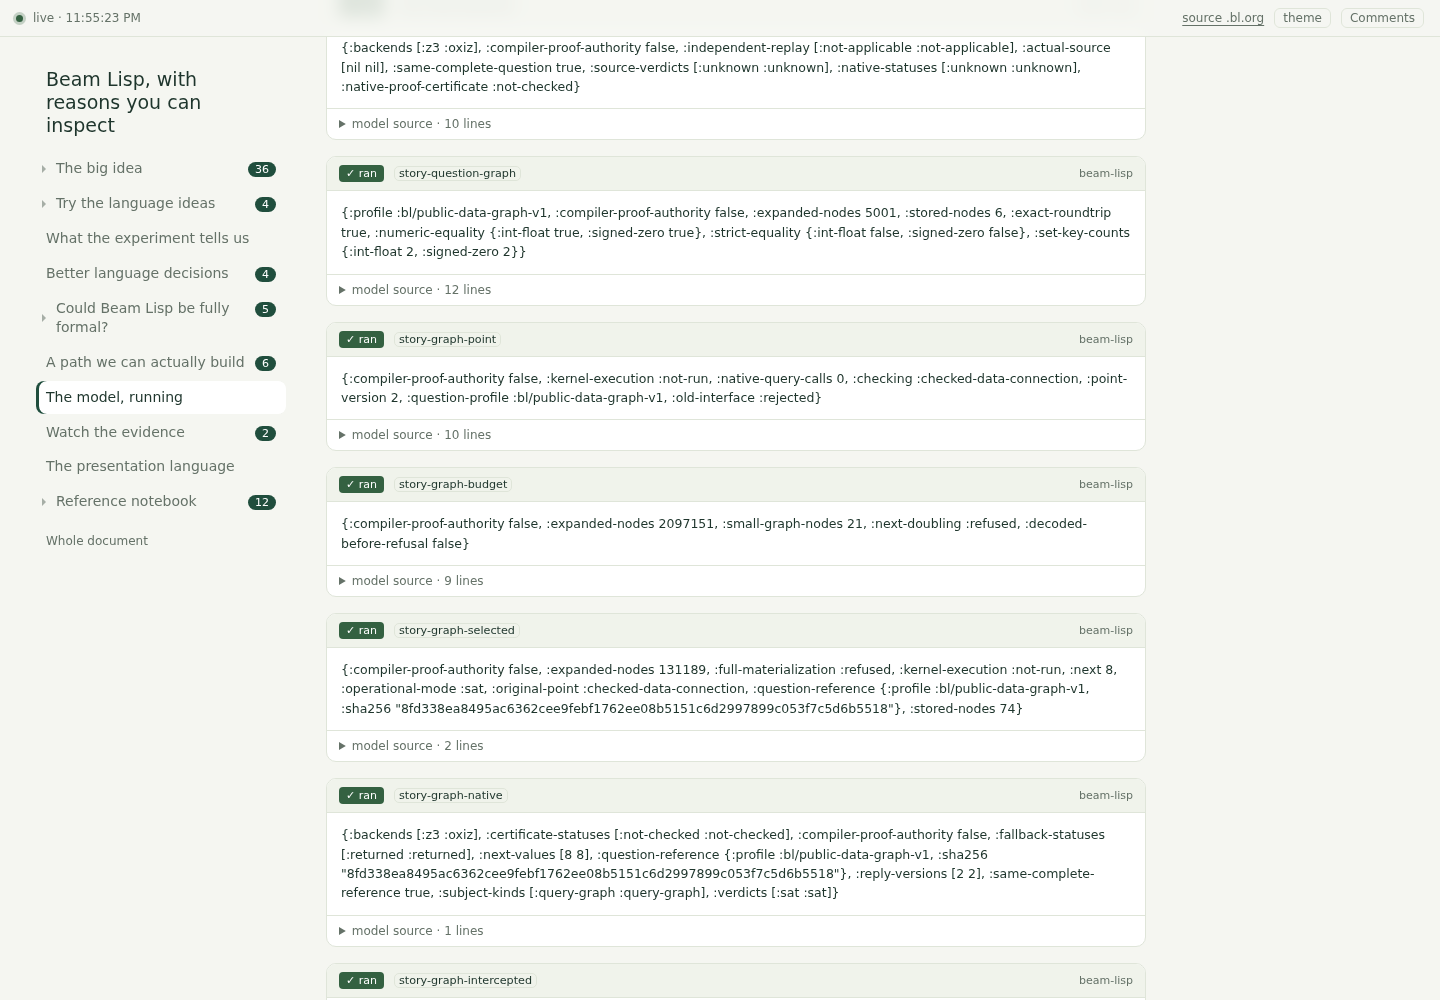 live · 11:55:23 PM
source .bl.org
theme
Comments
Beam Lisp, with
reasons you can
inspect
The big idea
36
Try the language ideas
4
What the experiment tells us
Better language decisions
4
Could Beam Lisp be fully
formal?
5
A path we can actually build
6
The model, running
Watch the evidence
2
The presentation language
Reference notebook
12
Whole document
{:backends [:z3 :oxiz], :compiler-proof-authority false, :independent-replay [:not-applicable :not-applicable], :actual-source
[nil nil], :same-complete-question true, :source-verdicts [:unknown :unknown], :native-statuses [:unknown :unknown],
:native-proof-certificate :not-checked}
model source · 10 lines
✓ ran
story-question-graph
beam-lisp
{:profile :bl/public-data-graph-v1, :compiler-proof-authority false, :expanded-nodes 5001, :stored-nodes 6, :exact-roundtrip
true, :numeric-equality {:int-float true, :signed-zero true}, :strict-equality {:int-float false, :signed-zero false}, :set-key-counts
{:int-float 2, :signed-zero 2}}
model source · 12 lines
✓ ran
story-graph-point
beam-lisp
{:compiler-proof-authority false, :kernel-execution :not-run, :native-query-calls 0, :checking :checked-data-connection, :point-
version 2, :question-profile :bl/public-data-graph-v1, :old-interface :rejected}
model source · 10 lines
✓ ran
story-graph-budget
beam-lisp
{:compiler-proof-authority false, :expanded-nodes 2097151, :small-graph-nodes 21, :next-doubling :refused, :decoded-
before-refusal false}
model source · 9 lines
✓ ran
story-graph-selected
beam-lisp
{:compiler-proof-authority false, :expanded-nodes 131189, :full-materialization :refused, :kernel-execution :not-run, :next 8,
:operational-mode :sat, :original-point :checked-data-connection, :question-reference {:profile :bl/public-data-graph-v1,
:sha256 "8fd338ea8495ac6362cee9febf1762ee08b5151c6d2997899c053f7c5d6b5518"}, :stored-nodes 74}
model source · 2 lines
✓ ran
story-graph-native
beam-lisp
{:backends [:z3 :oxiz], :certificate-statuses [:not-checked :not-checked], :compiler-proof-authority false, :fallback-statuses
[:returned :returned], :next-values [8 8], :question-reference {:profile :bl/public-data-graph-v1, :sha256
"8fd338ea8495ac6362cee9febf1762ee08b5151c6d2997899c053f7c5d6b5518"}, :reply-versions [2 2], :same-complete-
reference true, :subject-kinds [:query-graph :query-graph], :verdicts [:sat :sat]}
model source · 1 lines
✓ ran
story-graph-intercepted
beam-lisp